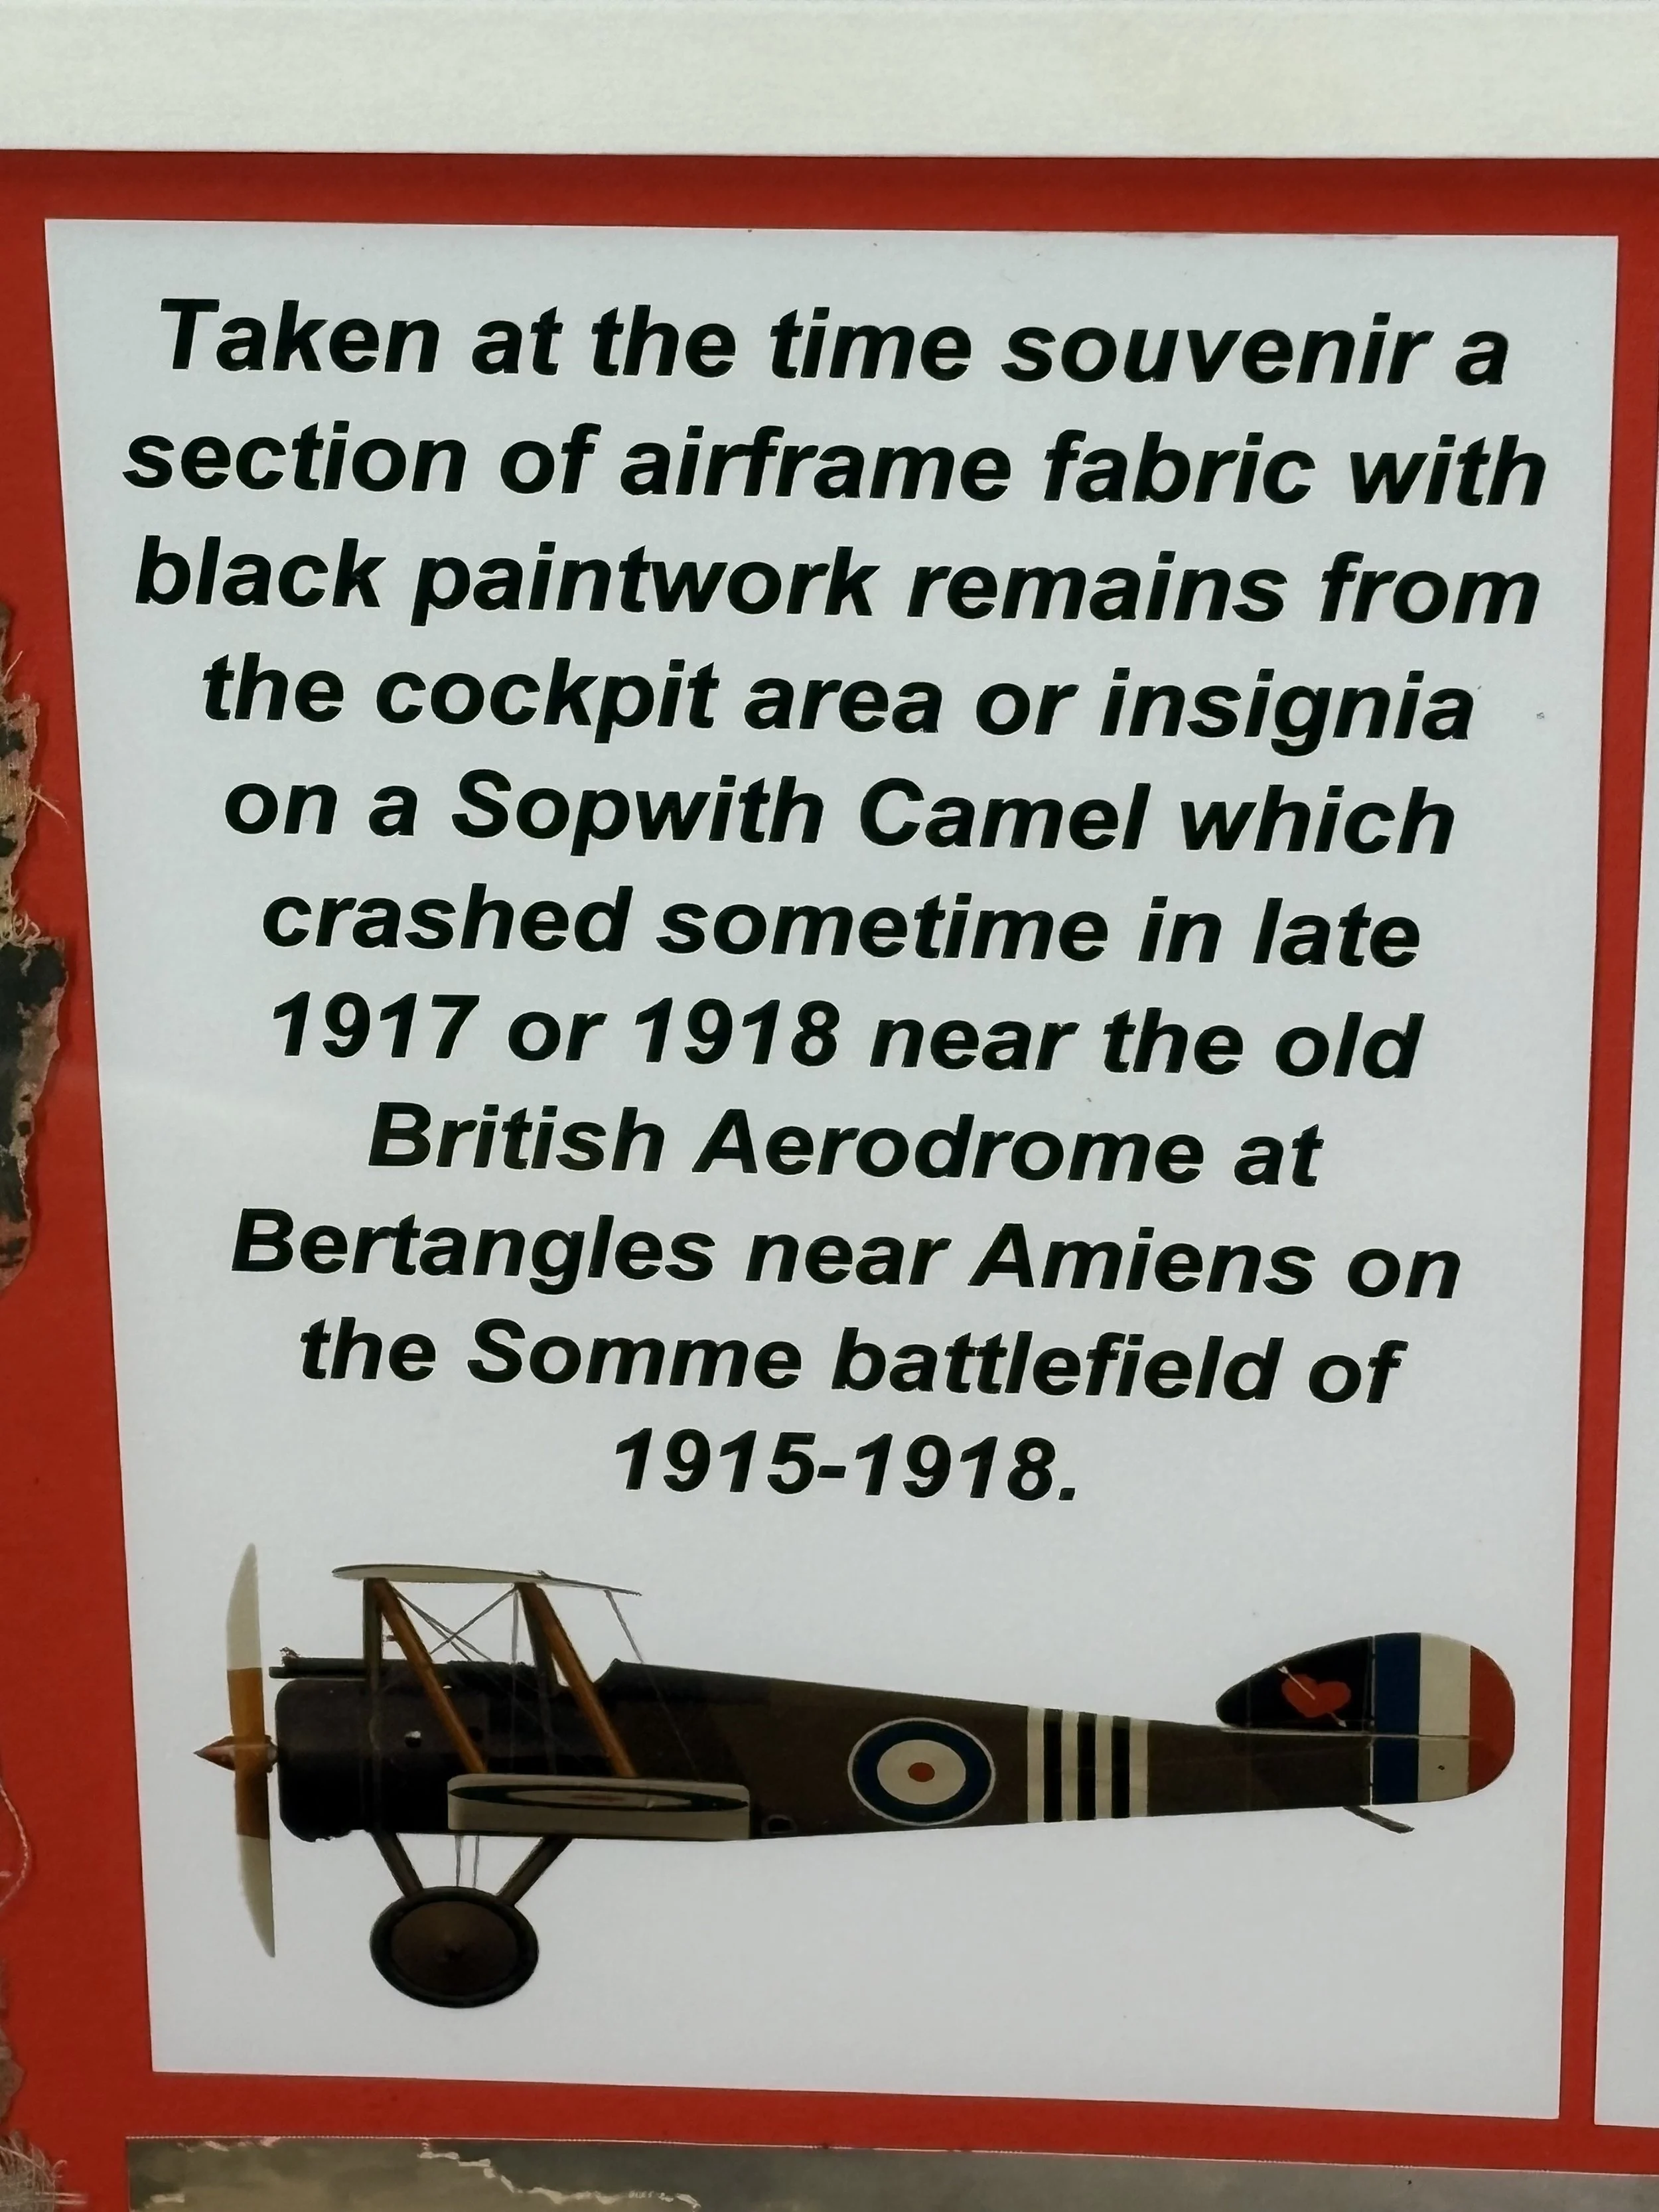 Taken at the time souvenir a
section of airframe fabric with
black paintwork remains from
the cockpit area or insignia
on a Sopwith Camel which
crashed sometime in late
1917 or 1918 near the old
British Aerodrome at
Bertangles near Amiens on
the Somme battlefield of
1915-1918.